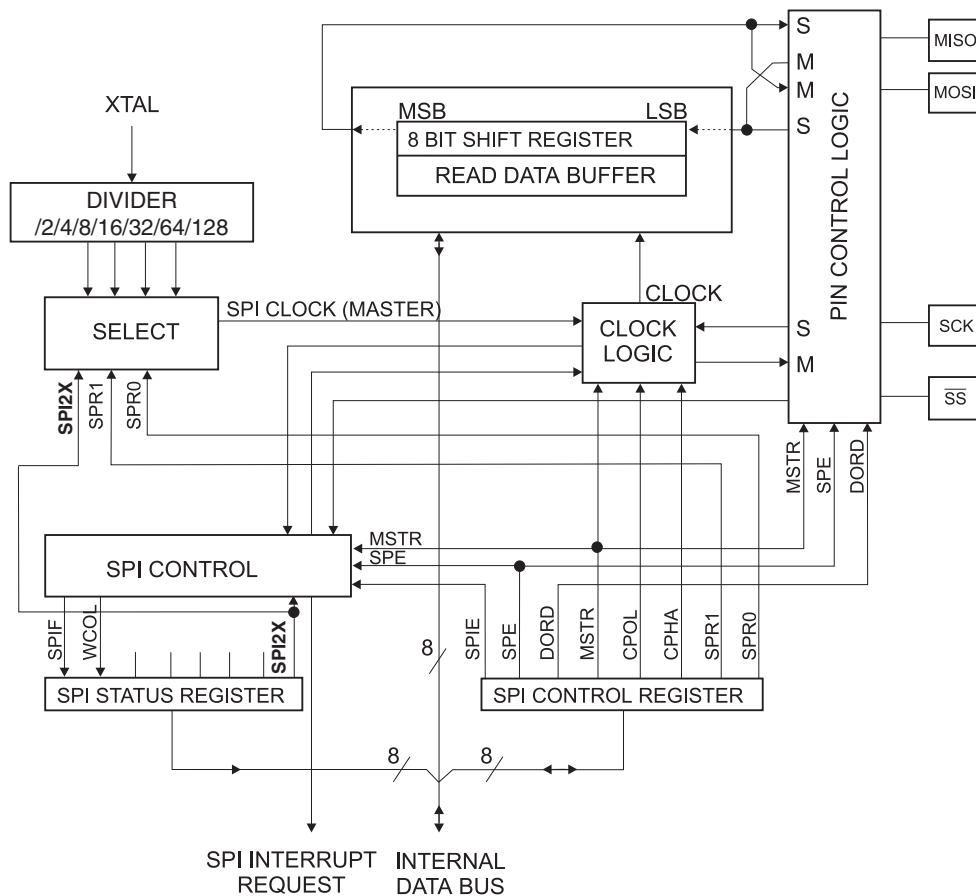 S
MISO
M
M
MOSI
S
PIN CONTROL LOGIC
XTAL
MSB
LSB
8 BIT SHIFT REGISTER
READ DATA BUFFER
DIVIDER
/2/4/8/16/32/64/128
SPI CLOCK (MASTER)
CLOCK
SELECT
CLOCK
LOGIC
S
SCK
M
SS
SPI2X
SPR1
SPR0
MSTR
SPE
DORD
MSTR
SPE
SPI CONTROL
SPIF
WCOL
SPI2X
8
SPIE
SPE
DORD
MSTR
CPOL
CPHA
SPR1
SPR0
SPI STATUS REGISTER
SPI CONTROL REGISTER
8
8
SPI INTERRUPT
REQUEST
INTERNAL
DATA BUS